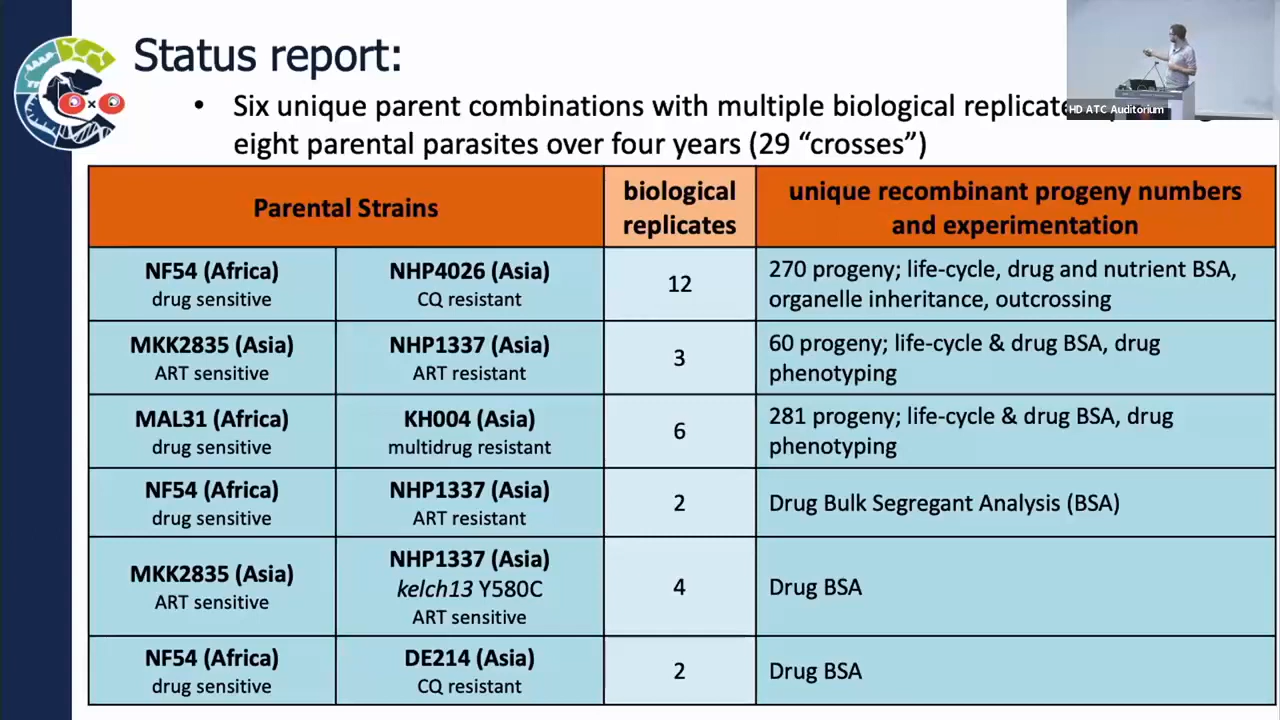 Status report:
• Six unique parent combinations with multiple biological replicate
eight parental parasites over four years (29 “crosses”)
HD ATC Auditorium
Parental Strains
biological
replicates
unique recombinant progeny numbers
and experimentation
NF54 (Africa)
drug sensitive
NHP4026 (Asia)
CQ resistant
12
270 progeny; life-cycle, drug and nutrient BSA,
organelle inheritance, outcrossing
MKK2835 (Asia)
ART sensitive
NHP1337 (Asia)
ART resistant
3
60 progeny; life-cycle & drug BSA, drug
phenotyping
MAL31 (Africa)
drug sensitive
KH004 (Asia)
multidrug resistant
6
281 progeny; life-cycle & drug BSA, drug
phenotyping
NF54 (Africa)
drug sensitive
NHP1337 (Asia)
ART resistant
2
Drug Bulk Segregant Analysis (BSA)
MKK2835 (Asia)
ART sensitive
NHP1337 (Asia)
kelch13 Y580C
ART sensitive
4
Drug BSA
NF54 (Africa)
drug sensitive
DE214 (Asia)
CQ resistant
2
Drug BSA